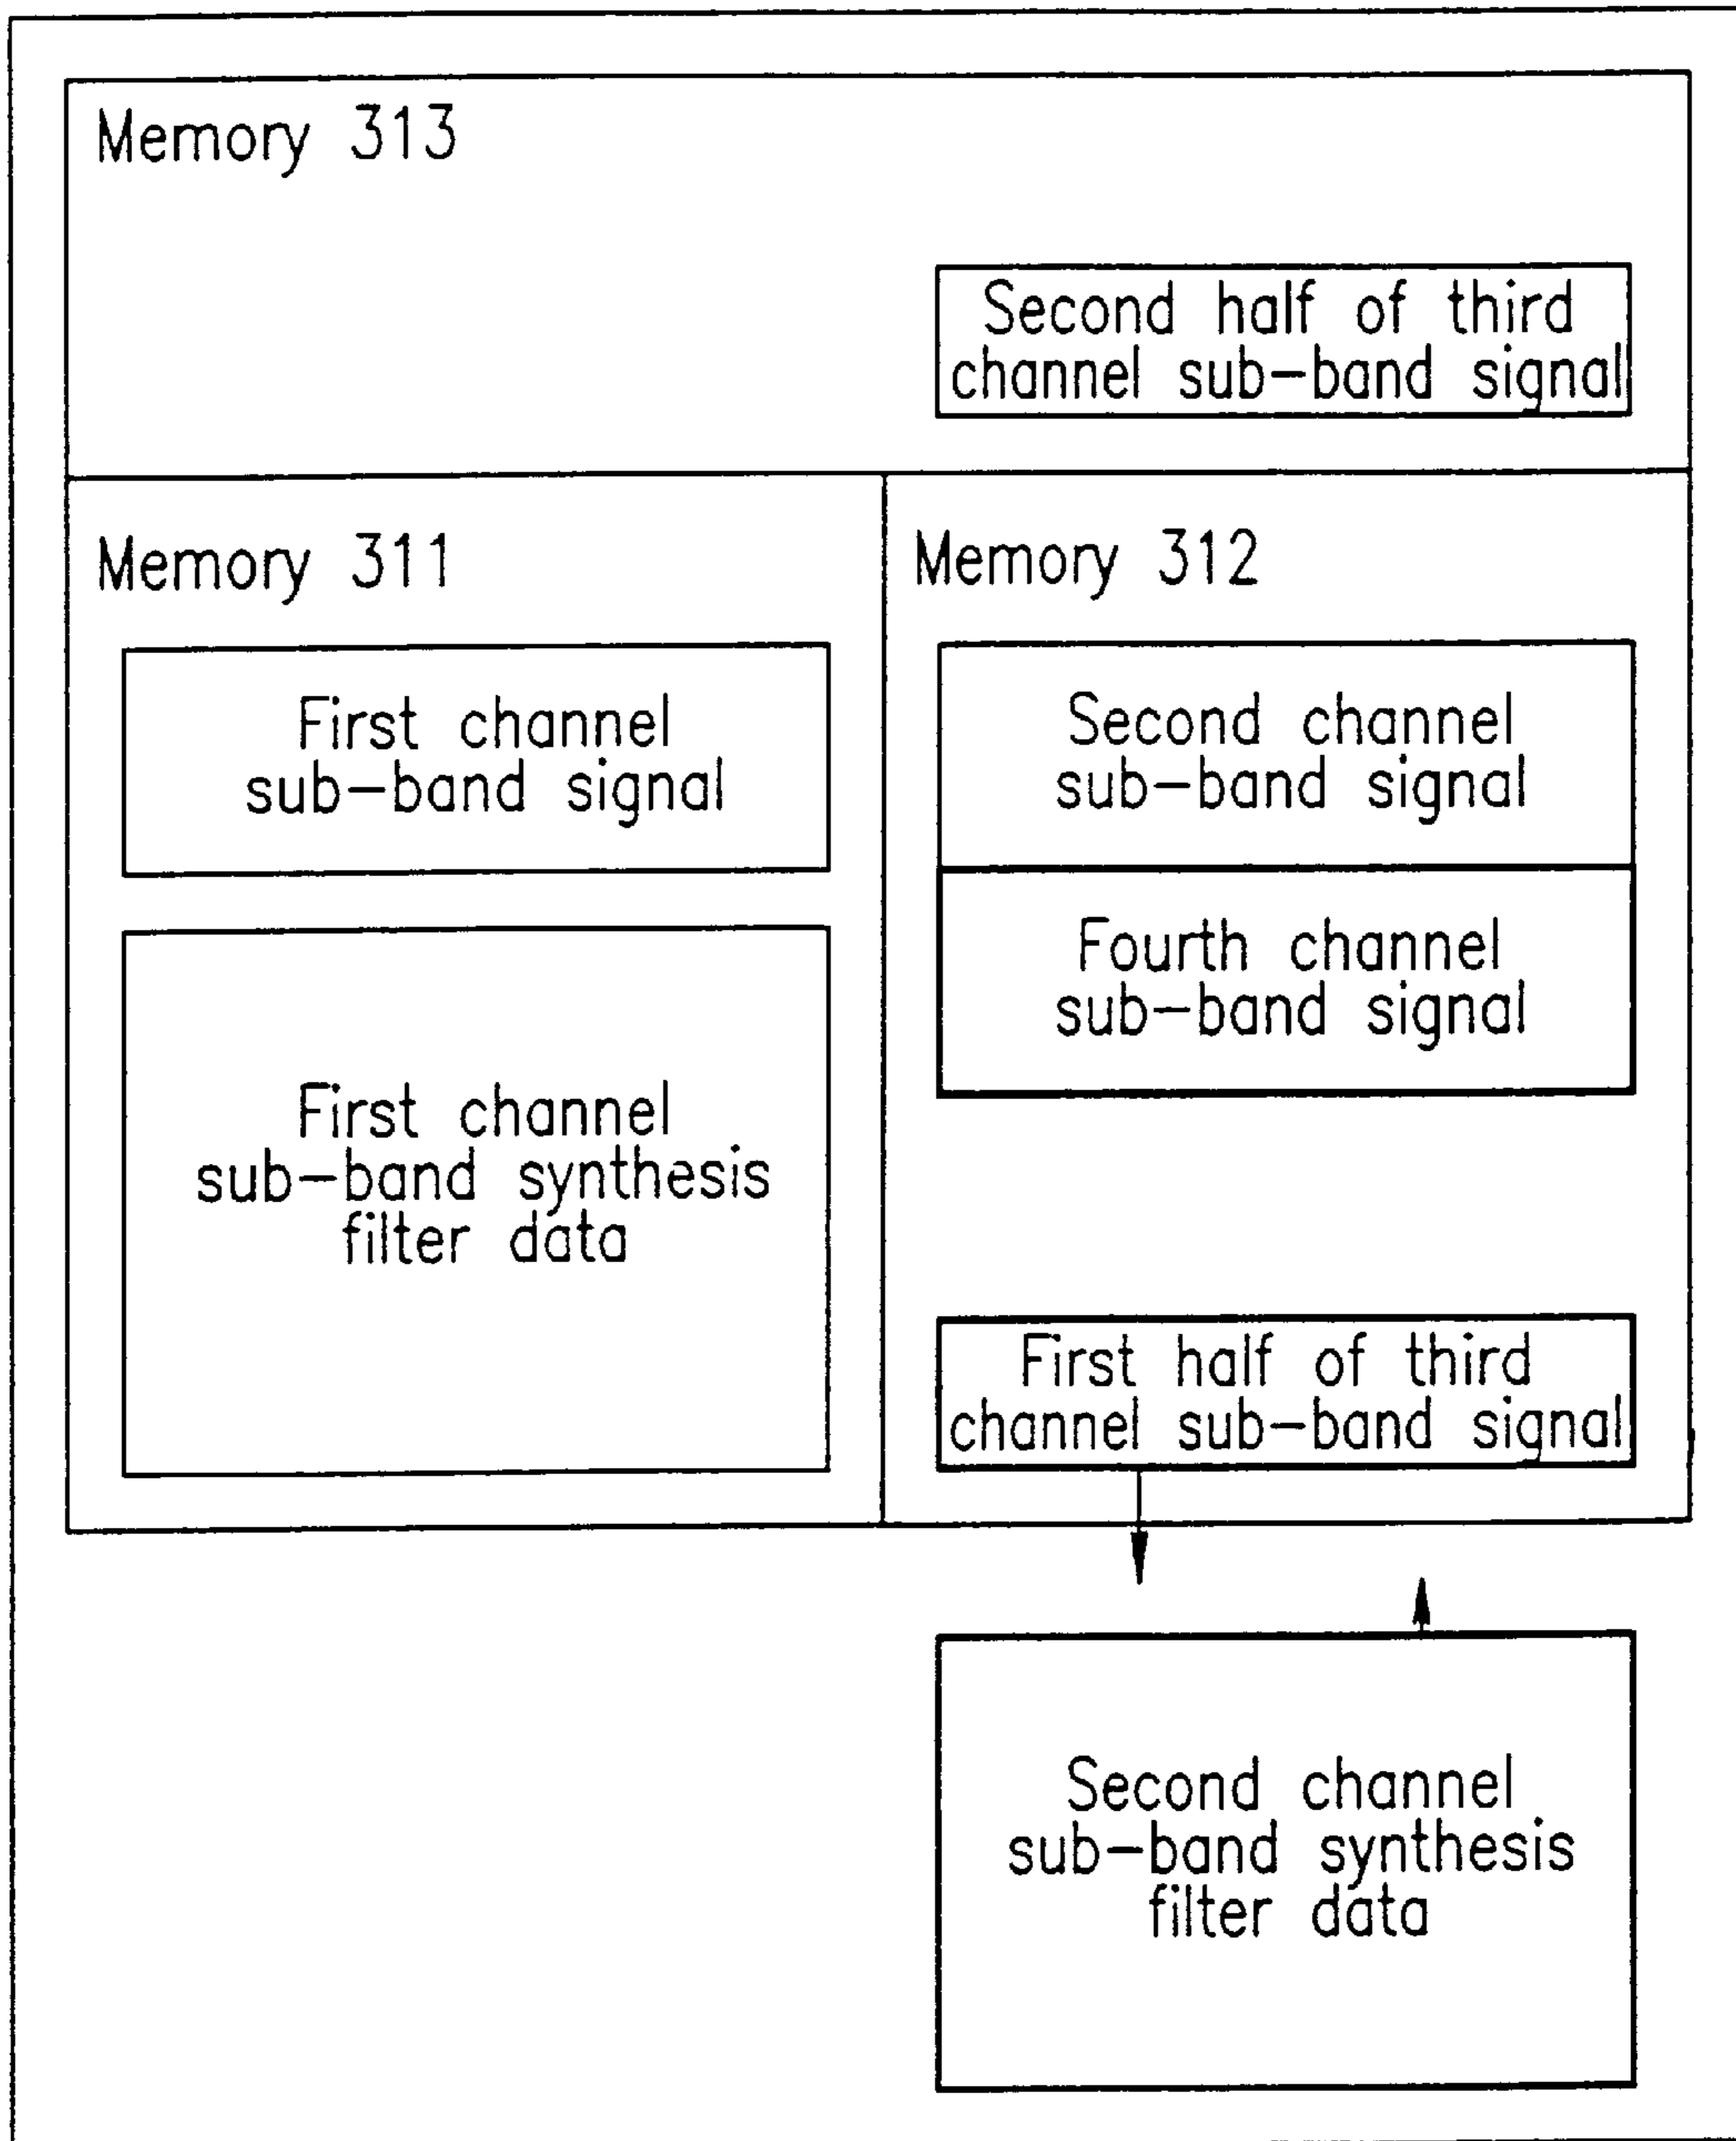 Memory 313
Second half of third
channel sub-band signal
Memory 311
First channel
sub-band signal
First channel
sub-band synthesis
filter data
Memory 312
Second channel
sub-band signal
Fourth channel
sub-band signal
First half of third
channel sub-band signal
Second channel
sub-band synthesis
filter data